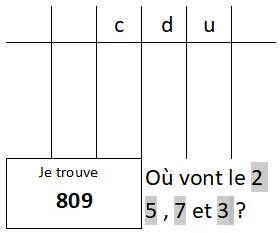 c d u
Je trouve
809
Où vont le 2
5 , 7 et 3 ?